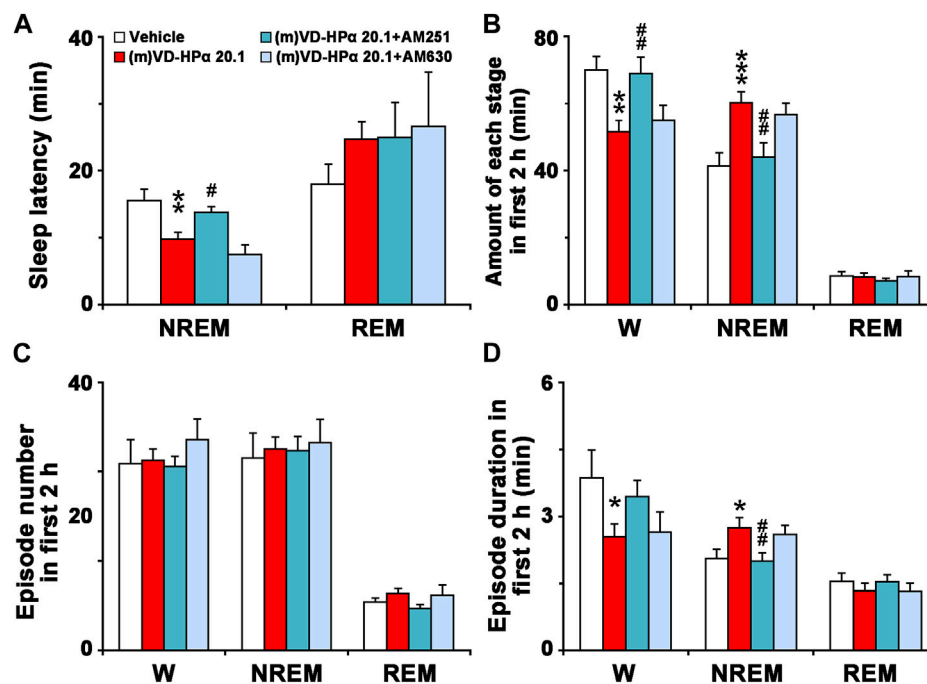 A
Vehicle
(m)VD-HPα 20.1
(m)VD-HPα 20.1+AM251
(m)VD-HPα 20.1+AM630
Sleep latency (min)
40
20
0
**
#
NREM
REM
B
Amount of each stage
in first 2 h (min)
80
40
0
**
##
***
##
W
NREM
REM
C
Episode number
in first 2 h
40
20
0
W
NREM
REM
D
Episode duration in
first 2 h (min)
6
3
0
*
*
##
W
NREM
REM